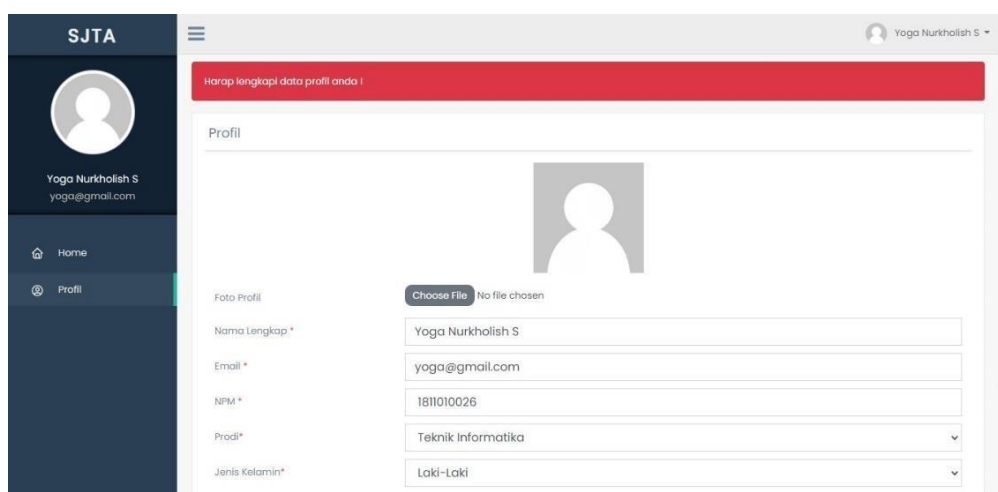 SJTA
Yoga Nurkholish S
Yoga Nurkholish S
yoga@gmail.com
Home
Profil
Harap lengkapi data profil anda !
Profil
Foto Profil
Choose File No file chosen
Nama Lengkap * Yoga Nurkholish S
Email * yoga@gmail.com
NPM * 1811010026
Prodi* Teknik Informatika
Jenis Kelamin* Laki-Laki